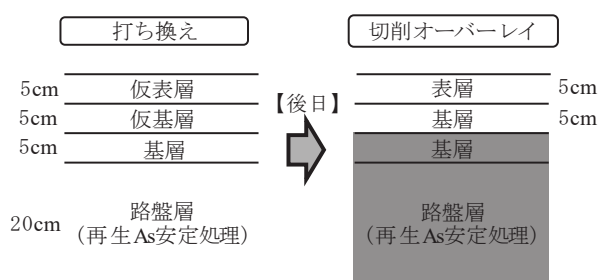 打ち換え
切削オーバーレイ
5cm
仮表層
5cm
仮基層
5cm
基層
20cm
路盤層
(再生As安定処理)
【後日】
表層
5cm
基層
5cm
基層
路盤層
(再生As安定処理)